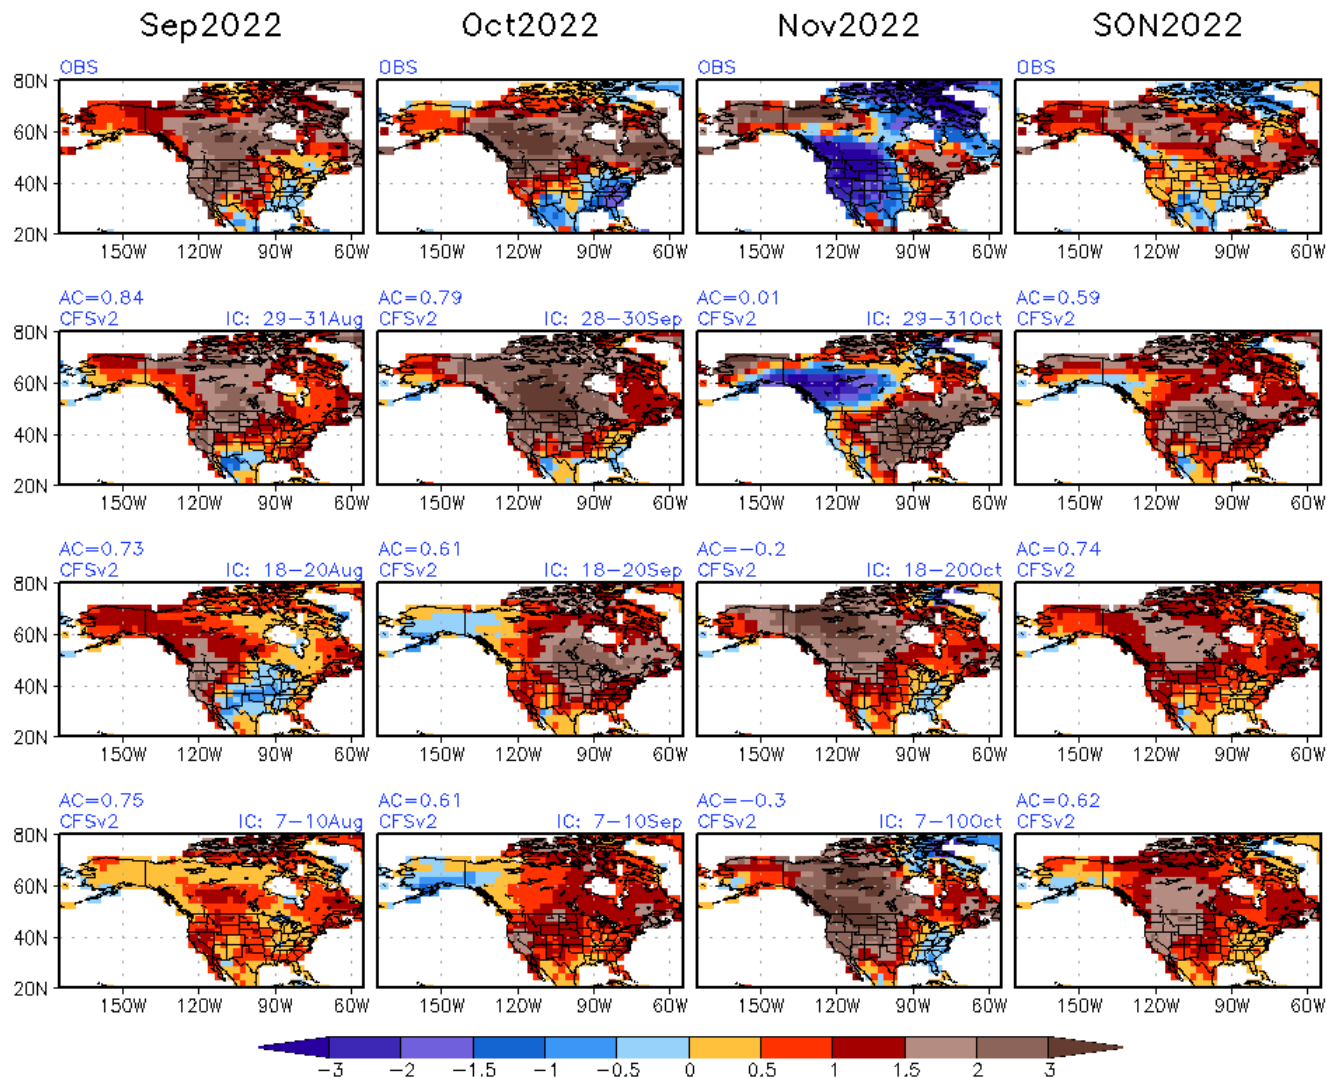 Sep2022 Oct2022 Nov2022 SON2022
OBS OBS OBS OBS
80N
60N
40N
20N
150W 120W 90W 60W 150W 120W 90W 60W 150W 120W 90W 60W 150W 120W 90W 60W
AC=0.84 AC=0.79 AC=0.01 AC=0.59
CFSv2 IC: 29-31Aug CFSv2 IC: 28-30Sep CFSv2 IC: 29-31Oct CFSv2
80N
60N
40N
20N
150W 120W 90W 60W 150W 120W 90W 60W 150W 120W 90W 60W 150W 120W 90W 60W
AC=0.73 AC=0.61 AC=-0.2 AC=0.74
CFSv2 IC: 18-20Aug CFSv2 IC: 18-20Sep CFSv2 IC: 18-20Oct CFSv2
80N
60N
40N
20N
150W 120W 90W 60W 150W 120W 90W 60W 150W 120W 90W 60W 150W 120W 90W 60W
AC=0.75 AC=0.61 AC=-0.3 AC=0.62
CFSv2 IC: 7-10Aug CFSv2 IC: 7-10Sep CFSv2 IC: 7-10Oct CFSv2
80N
60N
40N
20N
150W 120W 90W 60W 150W 120W 90W 60W 150W 120W 90W 60W 150W 120W 90W 60W
-3 -2 -1.5 -1 -0.5 0 0.5 1 1.5 2 3